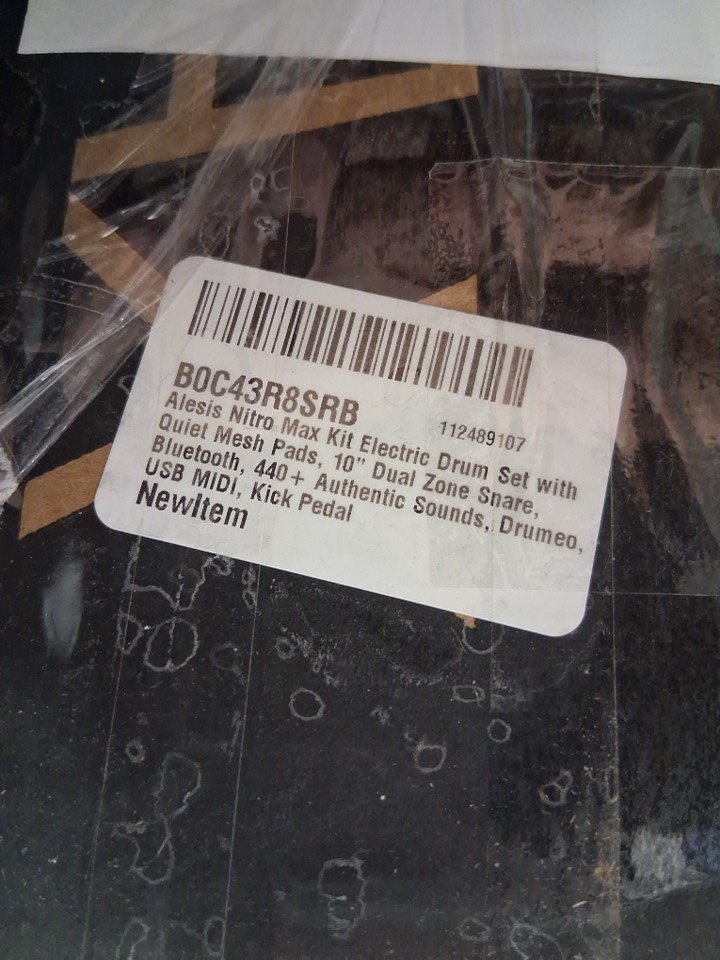 B0C43R8SRB
112489107
Alesis Nitro Max Kit Electric Drum Set with
Quiet Mesh Pads, 10" Dual Zone Snare,
Bluetooth, 440+ Authentic Sounds, Drumeo,
USB MIDI, Kick Pedal
NewItem